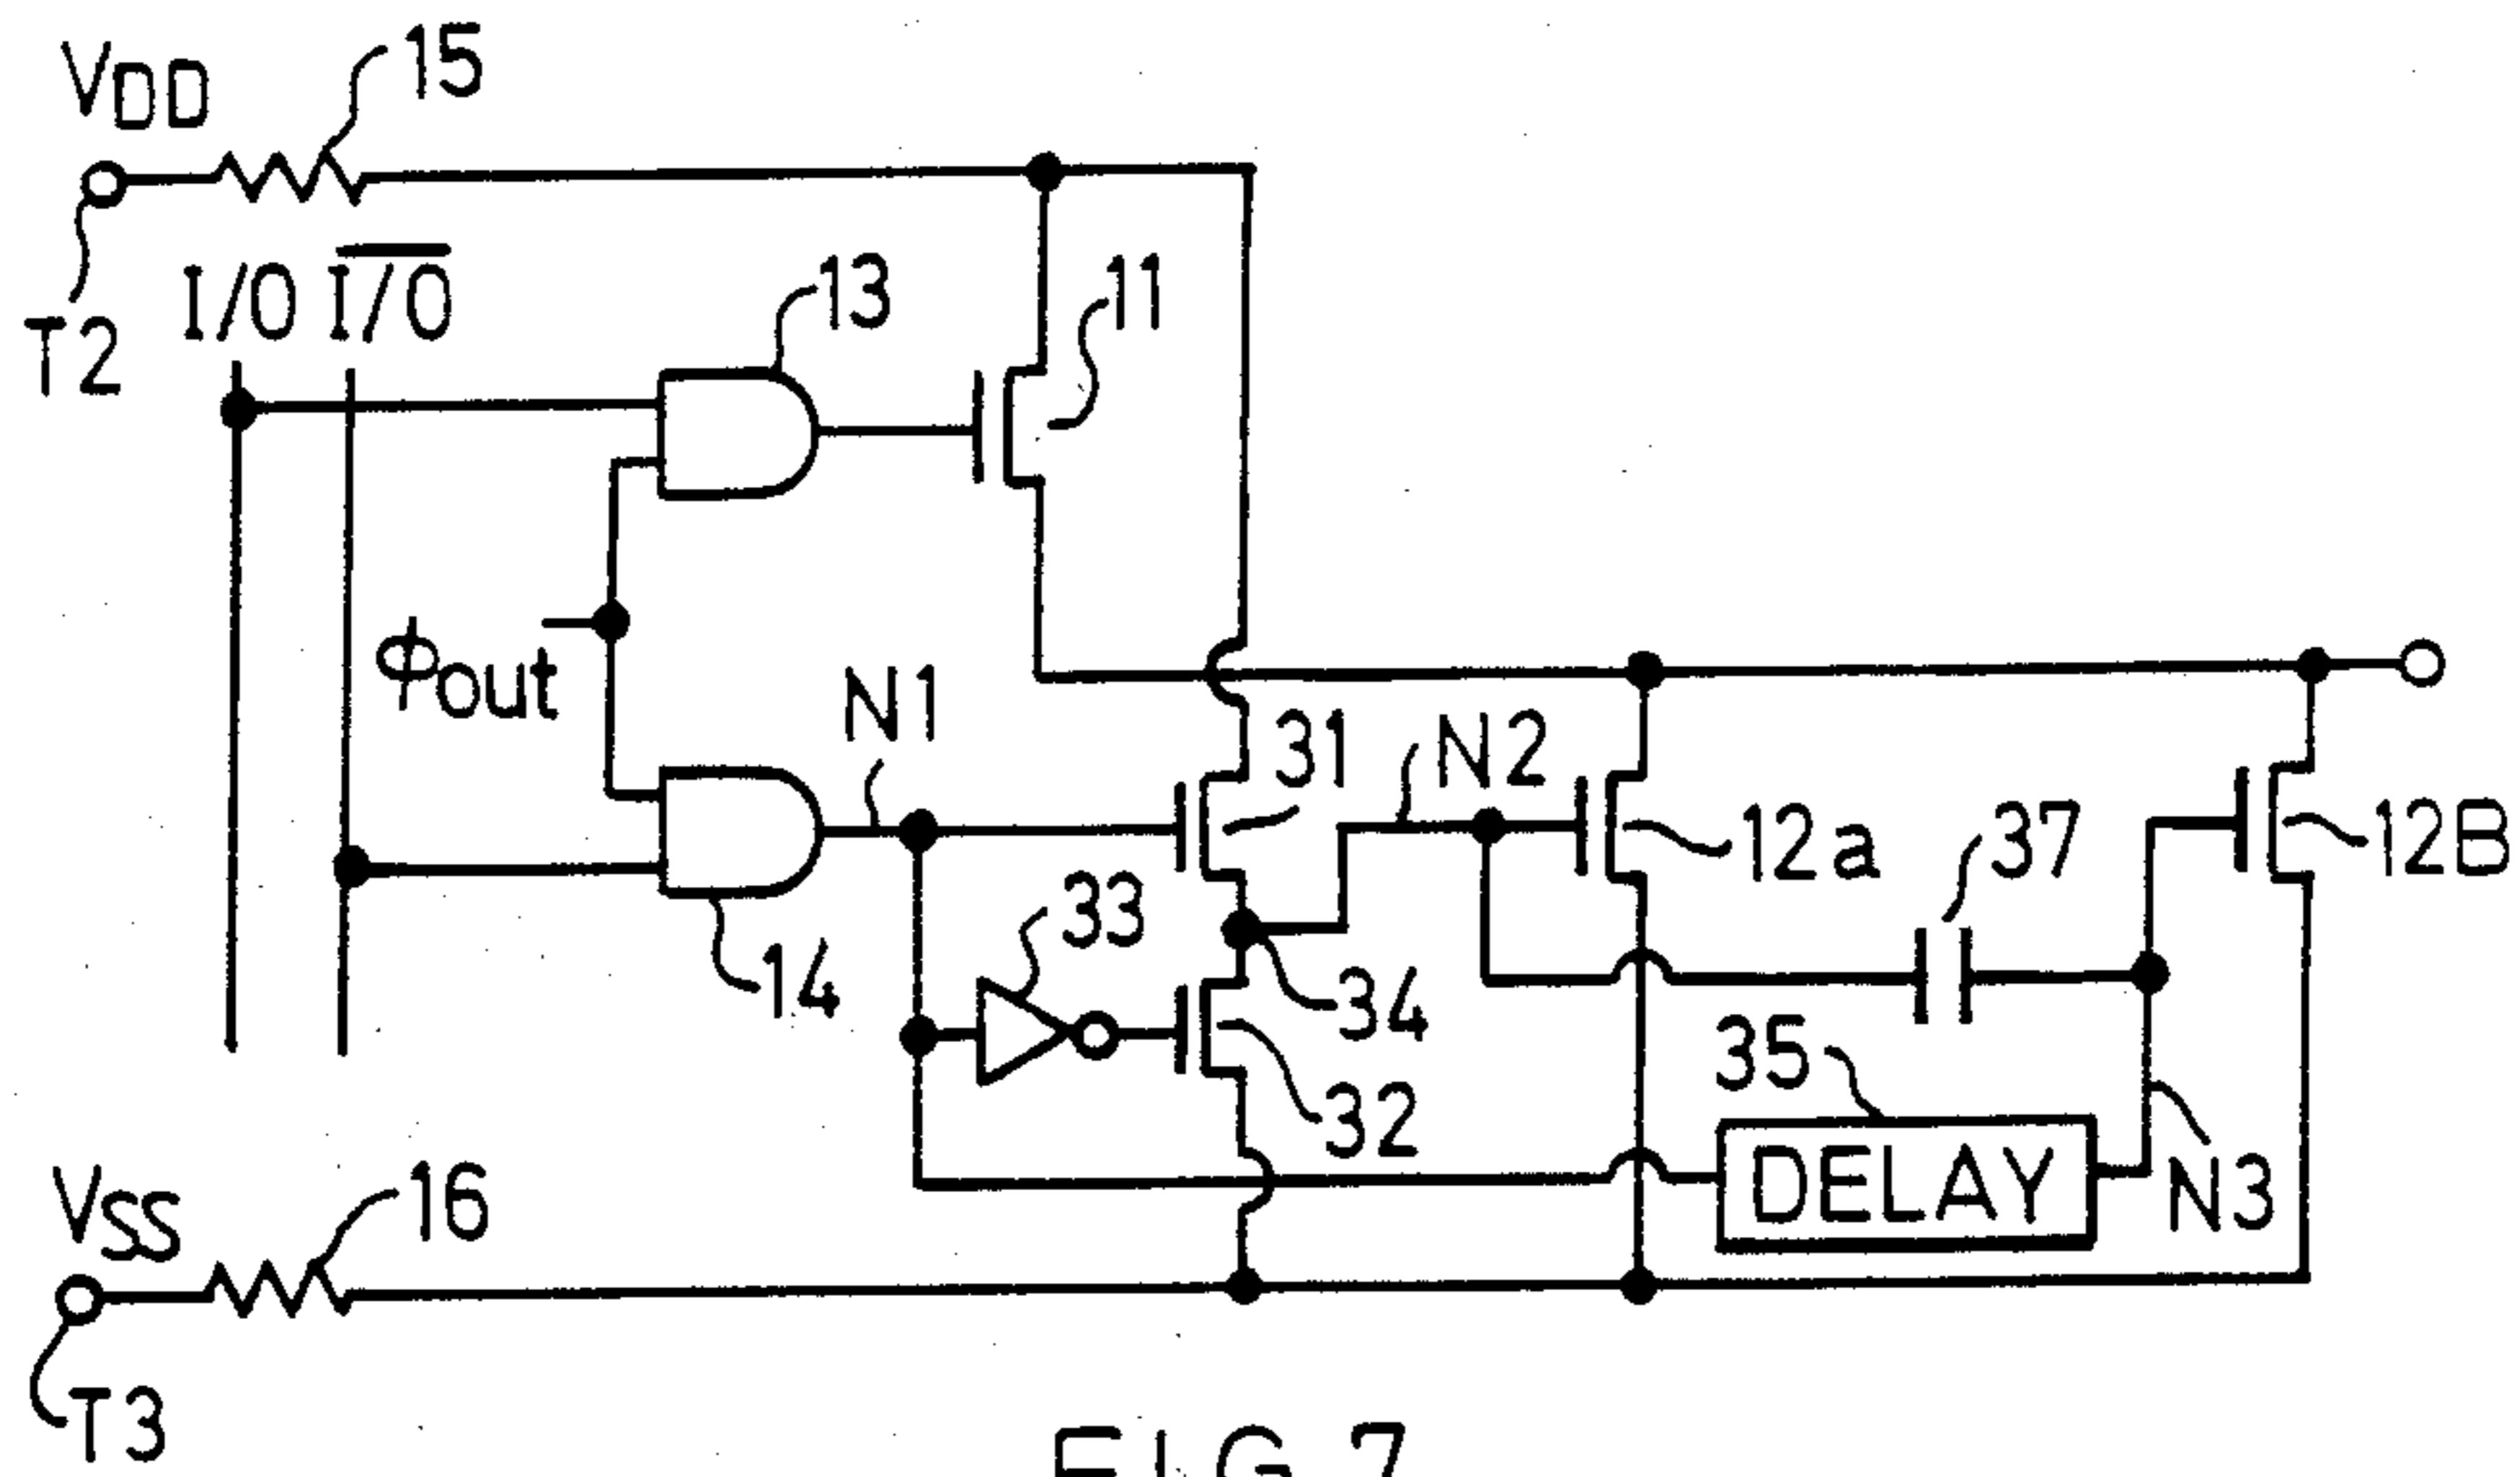 VDD
15
T2
I/O I/O
13
11
φout
N1
31
N2
12a
37
12B
33
14
34
32
35
DELAY
N3
VSS
16
T3
FIG 7